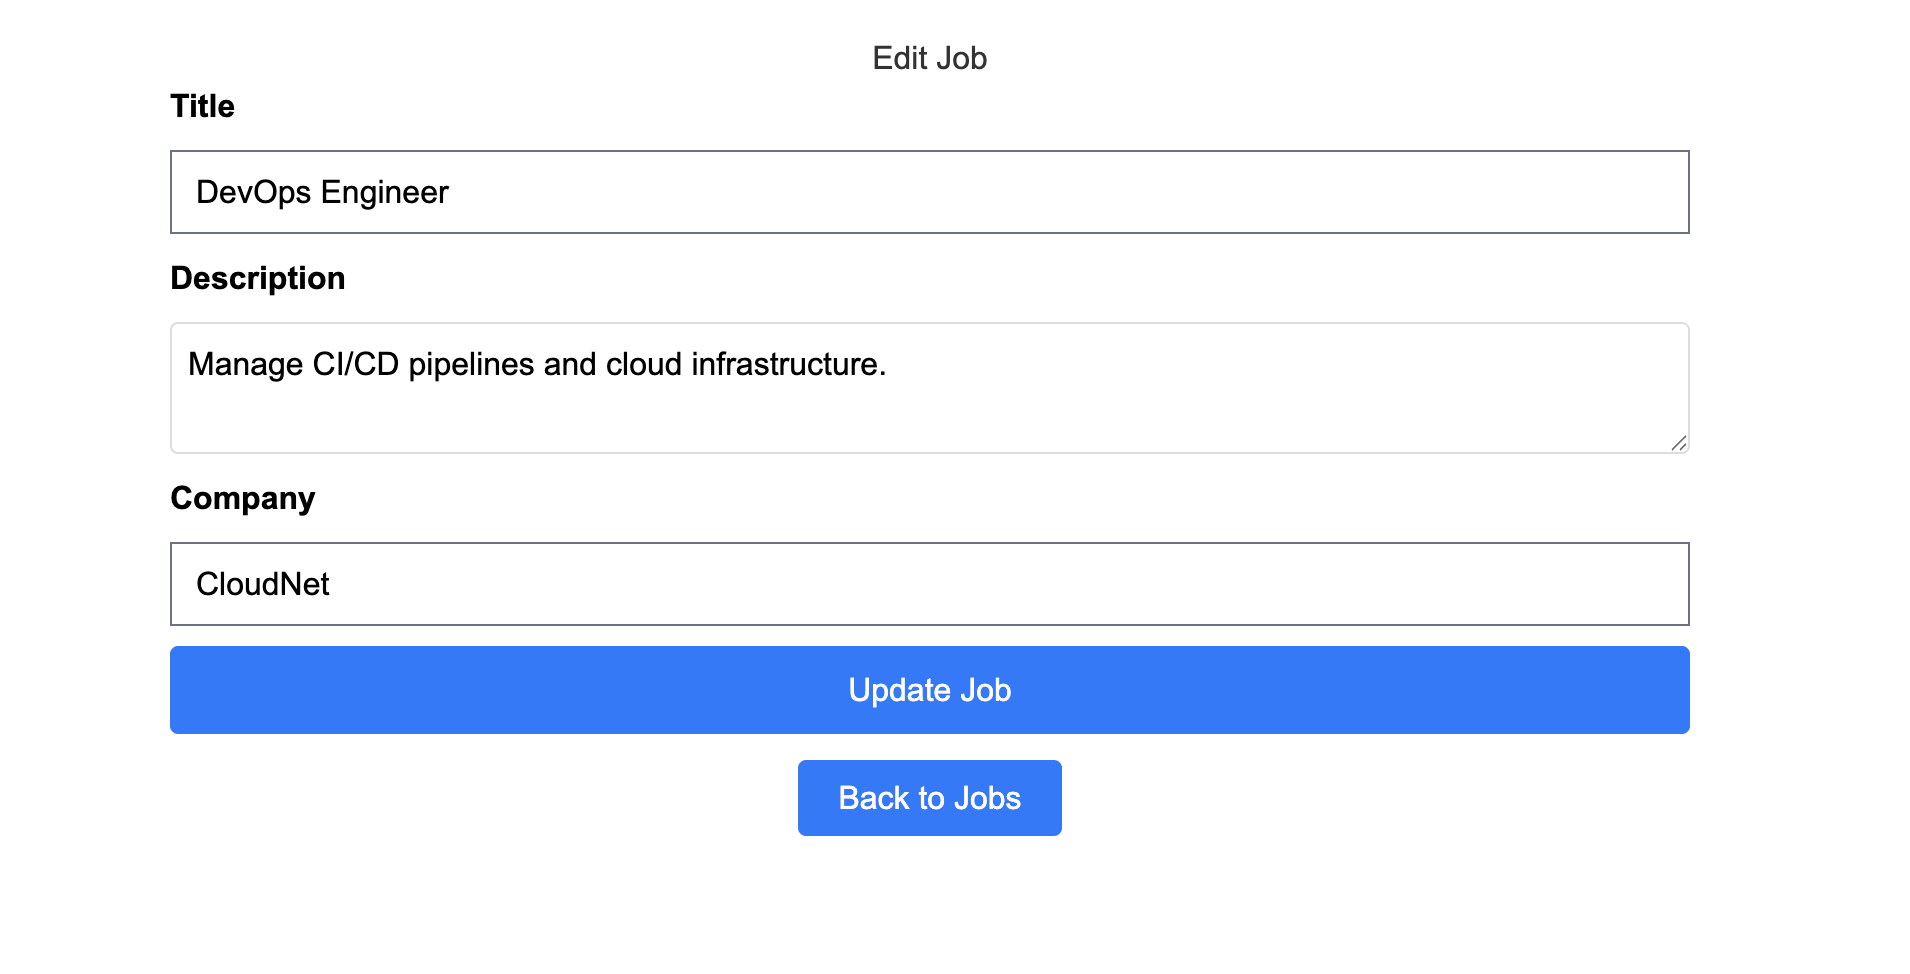 Edit Job
Title
DevOps Engineer
Description
Manage CI/CD pipelines and cloud infrastructure.
Company
CloudNet
Update Job
Back to Jobs